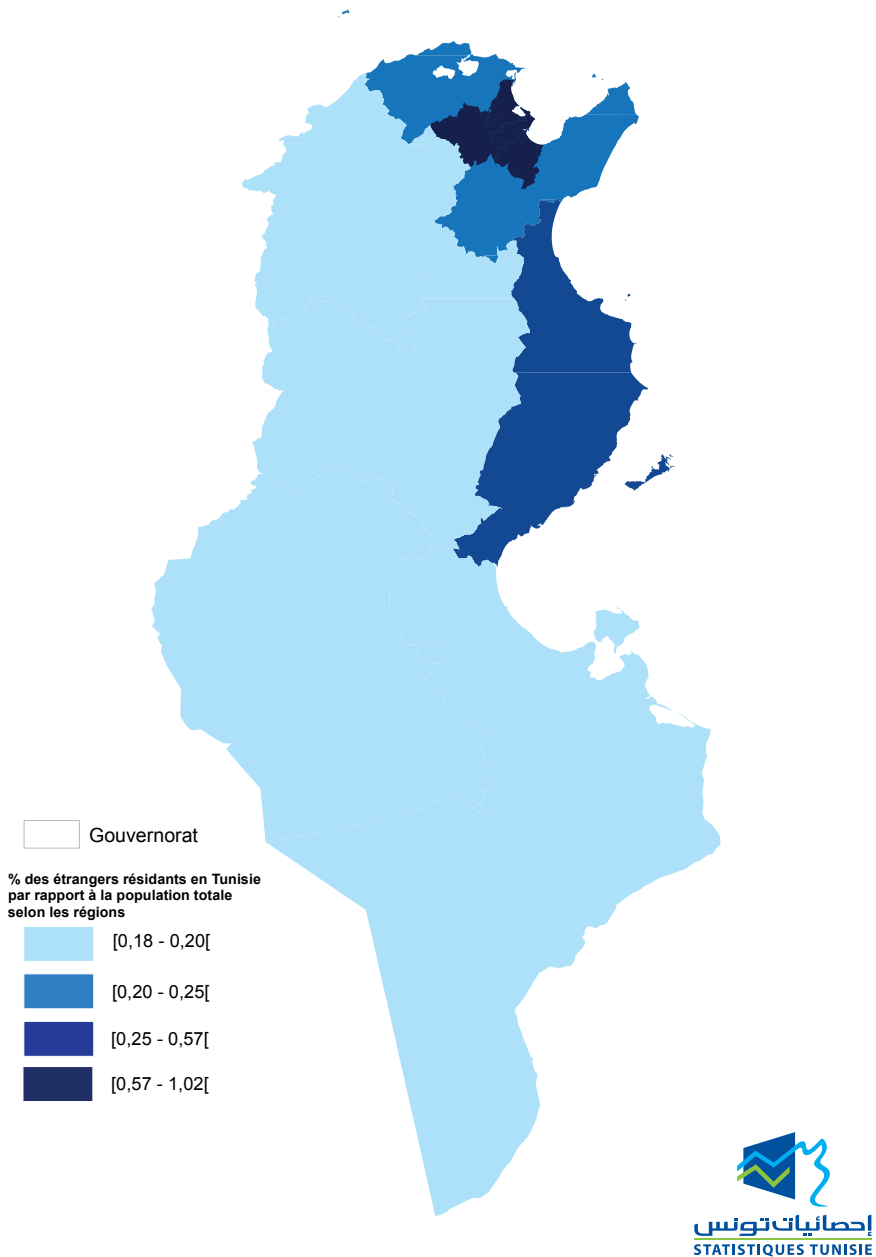 Gouvernorat
% des étrangers résidants en Tunisie
par rapport à la population totale
selon les régions
[0,18 - 0,20[
[0,20 - 0,25[
[0,25 - 0,57[
[0,57 - 1,02[
إحصائيات تونس
STATISTIQUES TUNISIE